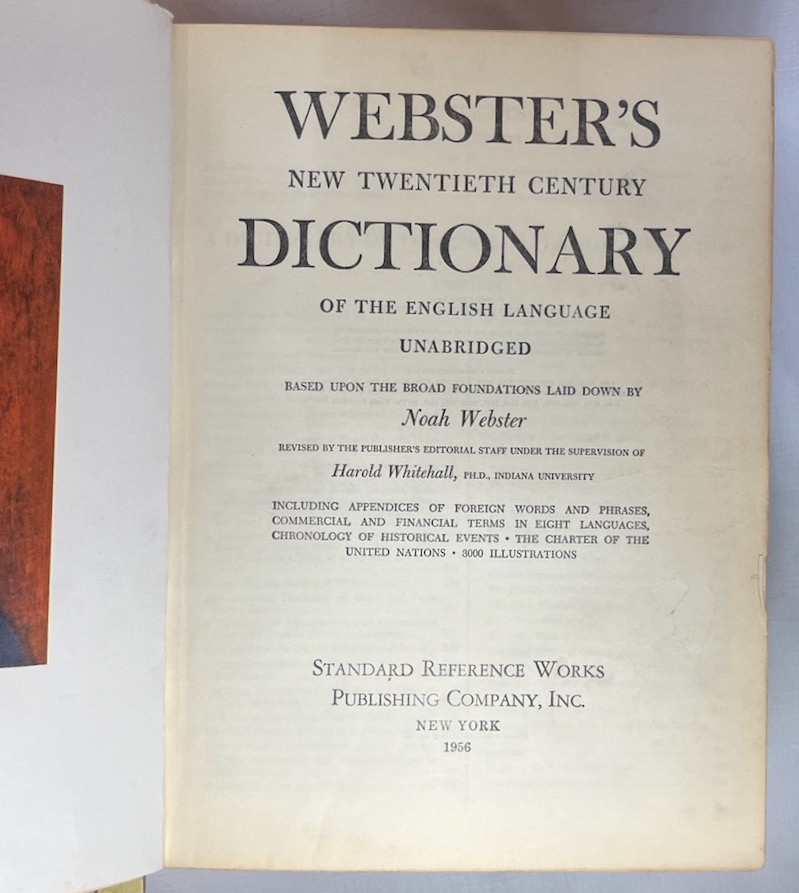 WEBSTER'S
NEW TWENTIETH CENTURY
DICTIONARY
OF THE ENGLISH LANGUAGE
UNABRIDGED
BASED UPON THE BROAD FOUNDATIONS LAID DOWN BY
Noah Webster
REVISED BY THE PUBLISHER'S EDITORIAL STAFF UNDER THE SUPERVISION OF
Harold Whitehall, PH.D., INDIANA UNIVERSITY
INCLUDING APPENDICES OF FOREIGN WORDS AND PHRASES,
COMMERCIAL AND FINANCIAL TERMS IN EIGHT LANGUAGES,
CHRONOLOGY OF HISTORICAL EVENTS • THE CHARTER OF THE
UNITED NATIONS • 3000 ILLUSTRATIONS
STANDARD REFERENCE WORKS
PUBLISHING COMPANY, INC.
NEW YORK
1956